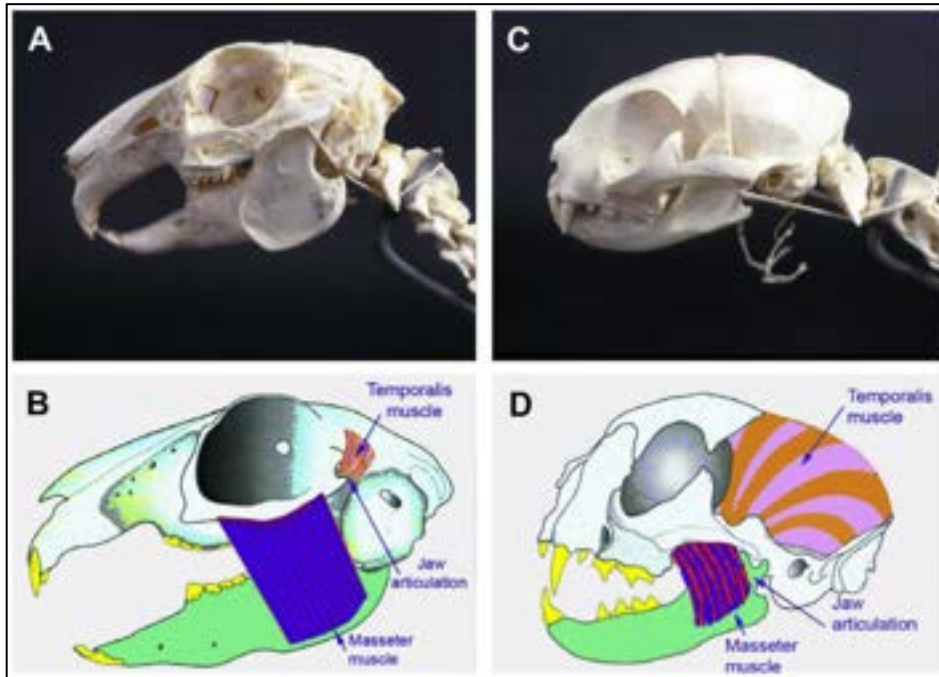 A
C
B
Temporalis
muscle
Jaw
articulation
Masseter
muscle
D
Temporalis
muscle
Jaw
articulation
Masseter
muscle